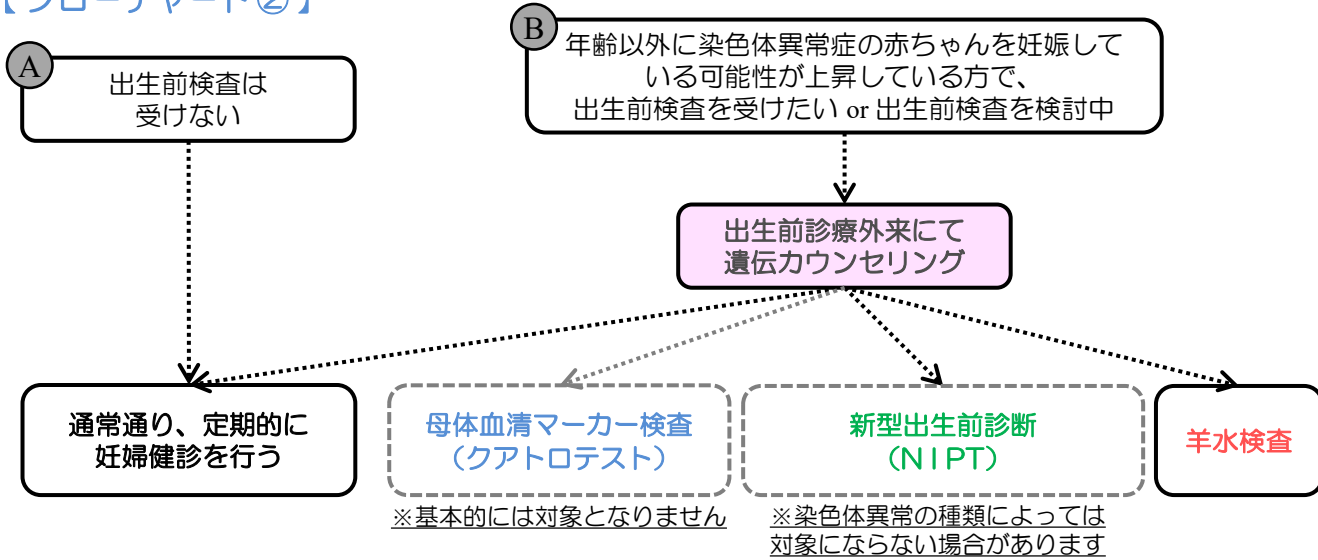 【フローチャート②】
A
出生前検査は
受けない
B
年齢以外に染色体異常症の赤ちゃんを妊娠して
いる可能性が上昇している方で、
出生前検査を受けたい or 出生前検査を検討中
出生前診療外来にて
遺伝カウンセリング
通常通り、定期的に
妊婦健診を行う
母体血清マーカー検査
（クアトロテスト）
新型出生前診断
（NIPT）
羊水検査
※基本的には対象となりません
※染色体異常の種類によっては
対象にならない場合があります